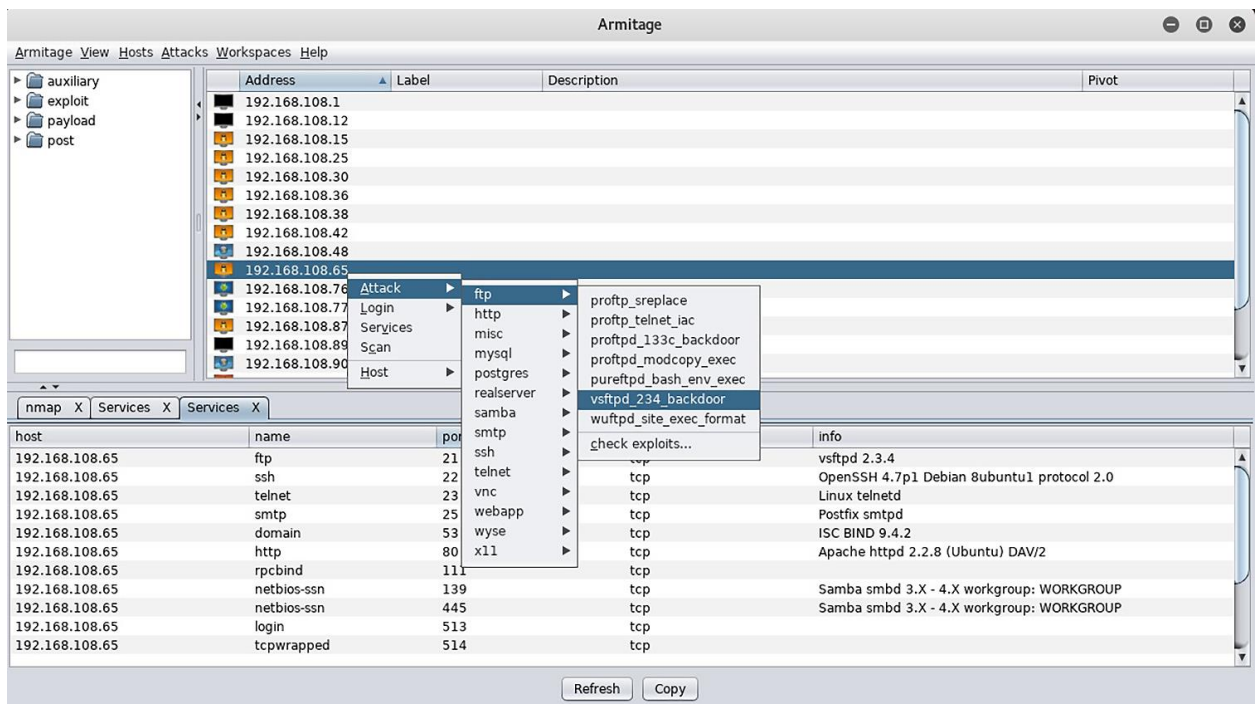 Armitage
Armitage View Hosts Attacks Workspaces Help
auxiliary
exploit
payload
post
Address Label Description Pivot
192.168.108.1
192.168.108.12
192.168.108.15
192.168.108.25
192.168.108.30
192.168.108.36
192.168.108.38
192.168.108.42
192.168.108.48
192.168.108.65
192.168.108.76
192.168.108.77
192.168.108.87
192.168.108.89
192.168.108.90
Attack
Login
Services
Scan
Host
ftp
http
misc
mysql
postgres
realserver
samba
smtp
ssh
telnet
vnc
webapp
wyse
x11
proftp_sreplace
proftp_telnet_iac
proftpd_133c_backdoor
proftpd_modcopy_exec
pureftpd_bash_env_exec
vsftpd_234_backdoor
wuftpd_site_exec_format
check exploits...
nmap X Services X Services X
host name por info
192.168.108.65 ftp 21 tcp vsftpd 2.3.4
192.168.108.65 ssh 22 tcp OpenSSH 4.7p1 Debian 8ubuntu1 protocol 2.0
192.168.108.65 telnet 23 tcp Linux telnetd
192.168.108.65 smtp 25 tcp Postfix smtpd
192.168.108.65 domain 53 tcp ISC BIND 9.4.2
192.168.108.65 http 80 tcp Apache httpd 2.2.8 (Ubuntu) DAV/2
192.168.108.65 rpcbind 111 tcp
192.168.108.65 netbios-ssn 139 tcp Samba smbd 3.X - 4.X workgroup: WORKGROUP
192.168.108.65 netbios-ssn 445 tcp Samba smbd 3.X - 4.X workgroup: WORKGROUP
192.168.108.65 login 513 tcp
192.168.108.65 tcpwrapped 514 tcp
Refresh Copy